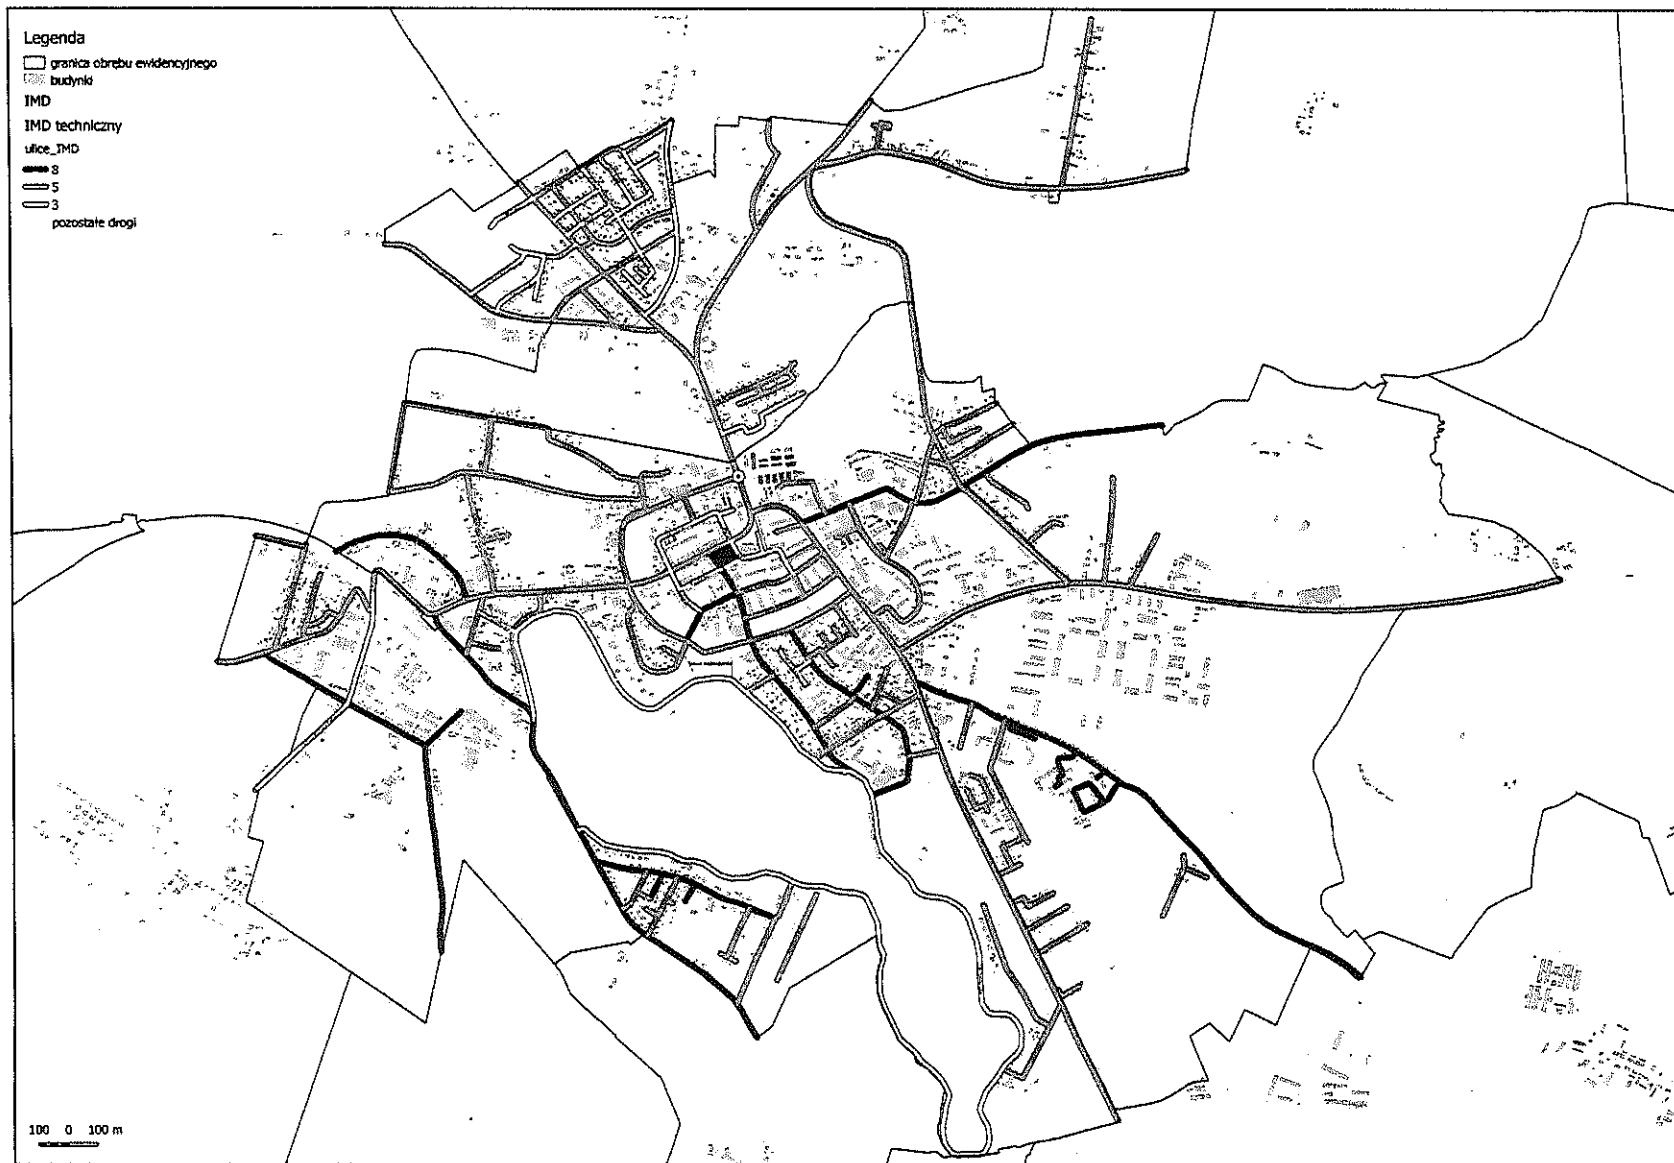 Legenda
granica obrębu ewidencyjnego
budynki
IMD
IMD techniczny
ulice_IMD
8
5
3
pozostałe drogi
100 0 100 m